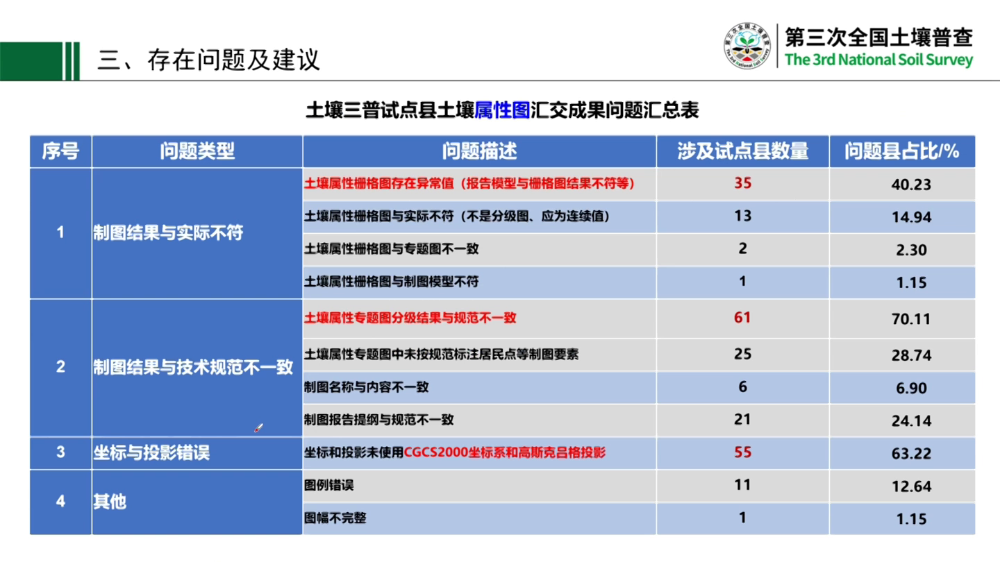 三、存在问题及建议
第三次全国土壤普查
The 3rd National Soil Survey
土壤三普试点县土壤属性图汇交成果问题汇总表
序号 问题类型 问题描述 涉及试点县数量 问题县占比/%
1 制图结果与实际不符 土壤属性栅格图存在异常值（报告模型与栅格图结果不符等） 35 40.23
土壤属性栅格图与实际不符（不是分级图、应为连续值） 13 14.94
土壤属性栅格图与专题图不一致 2 2.30
土壤属性栅格图与制图模型不符 1 1.15
2 制图结果与技术规范不一致 土壤属性专题图分级结果与规范不一致 61 70.11
土壤属性专题图中未按规范标注居民点等制图要素 25 28.74
制图名称与内容不一致 6 6.90
制图报告提纲与规范不一致 21 24.14
3 坐标与投影错误 坐标和投影未使用CGCS2000坐标系和高斯克吕格投影 55 63.22
4 其他 图例错误 11 12.64
图幅不完整 1 1.15